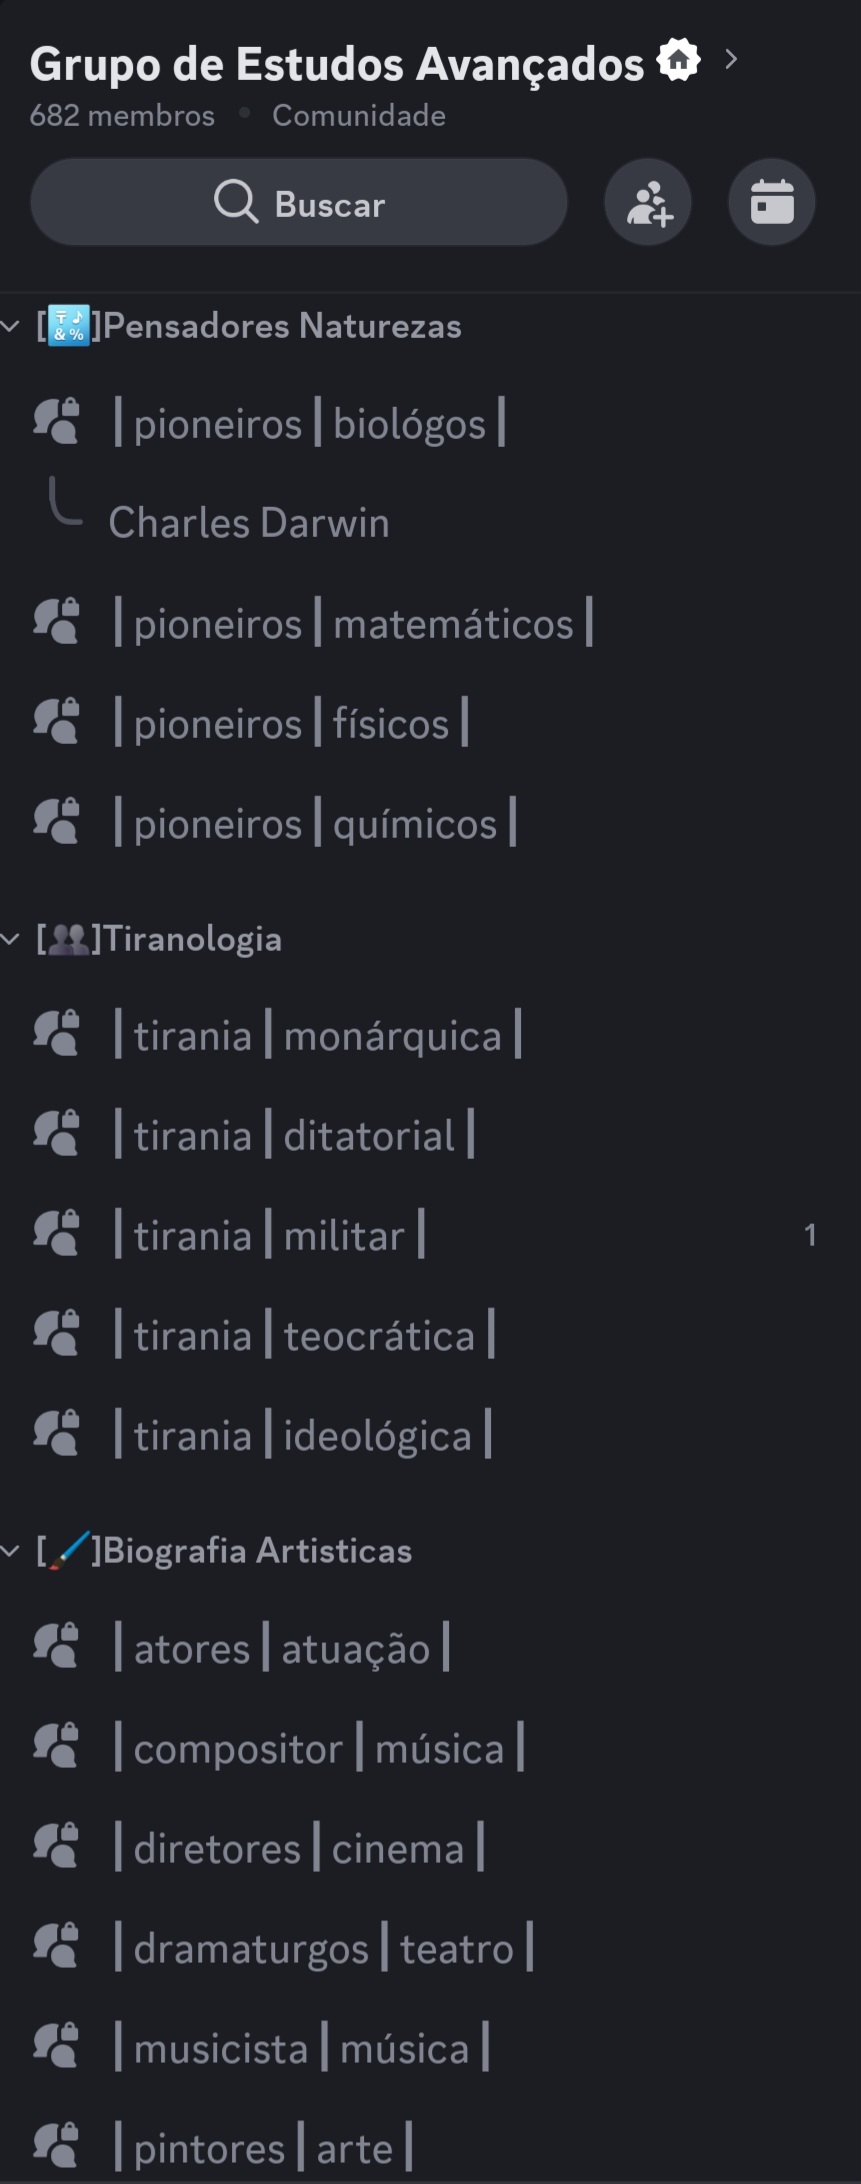 Grupo de Estudos Avançados
682 membros • Comunidade
Buscar
[🔣]Pensadores Naturezas
|pioneiros|biológos|
Charles Darwin
|pioneiros|matemáticos|
|pioneiros|físicos|
|pioneiros|químicos|
[👥]Tiranologia
|tirania|monárquica|
|tirania|ditatorial|
|tirania|militar| 1
|tirania|teocrática|
|tirania|ideológica|
[🖌️]Biografia Artisticas
|atores|atuação|
|compositor|música|
|diretores|cinema|
|dramaturgos|teatro|
|musicista|música|
|pintores|arte|